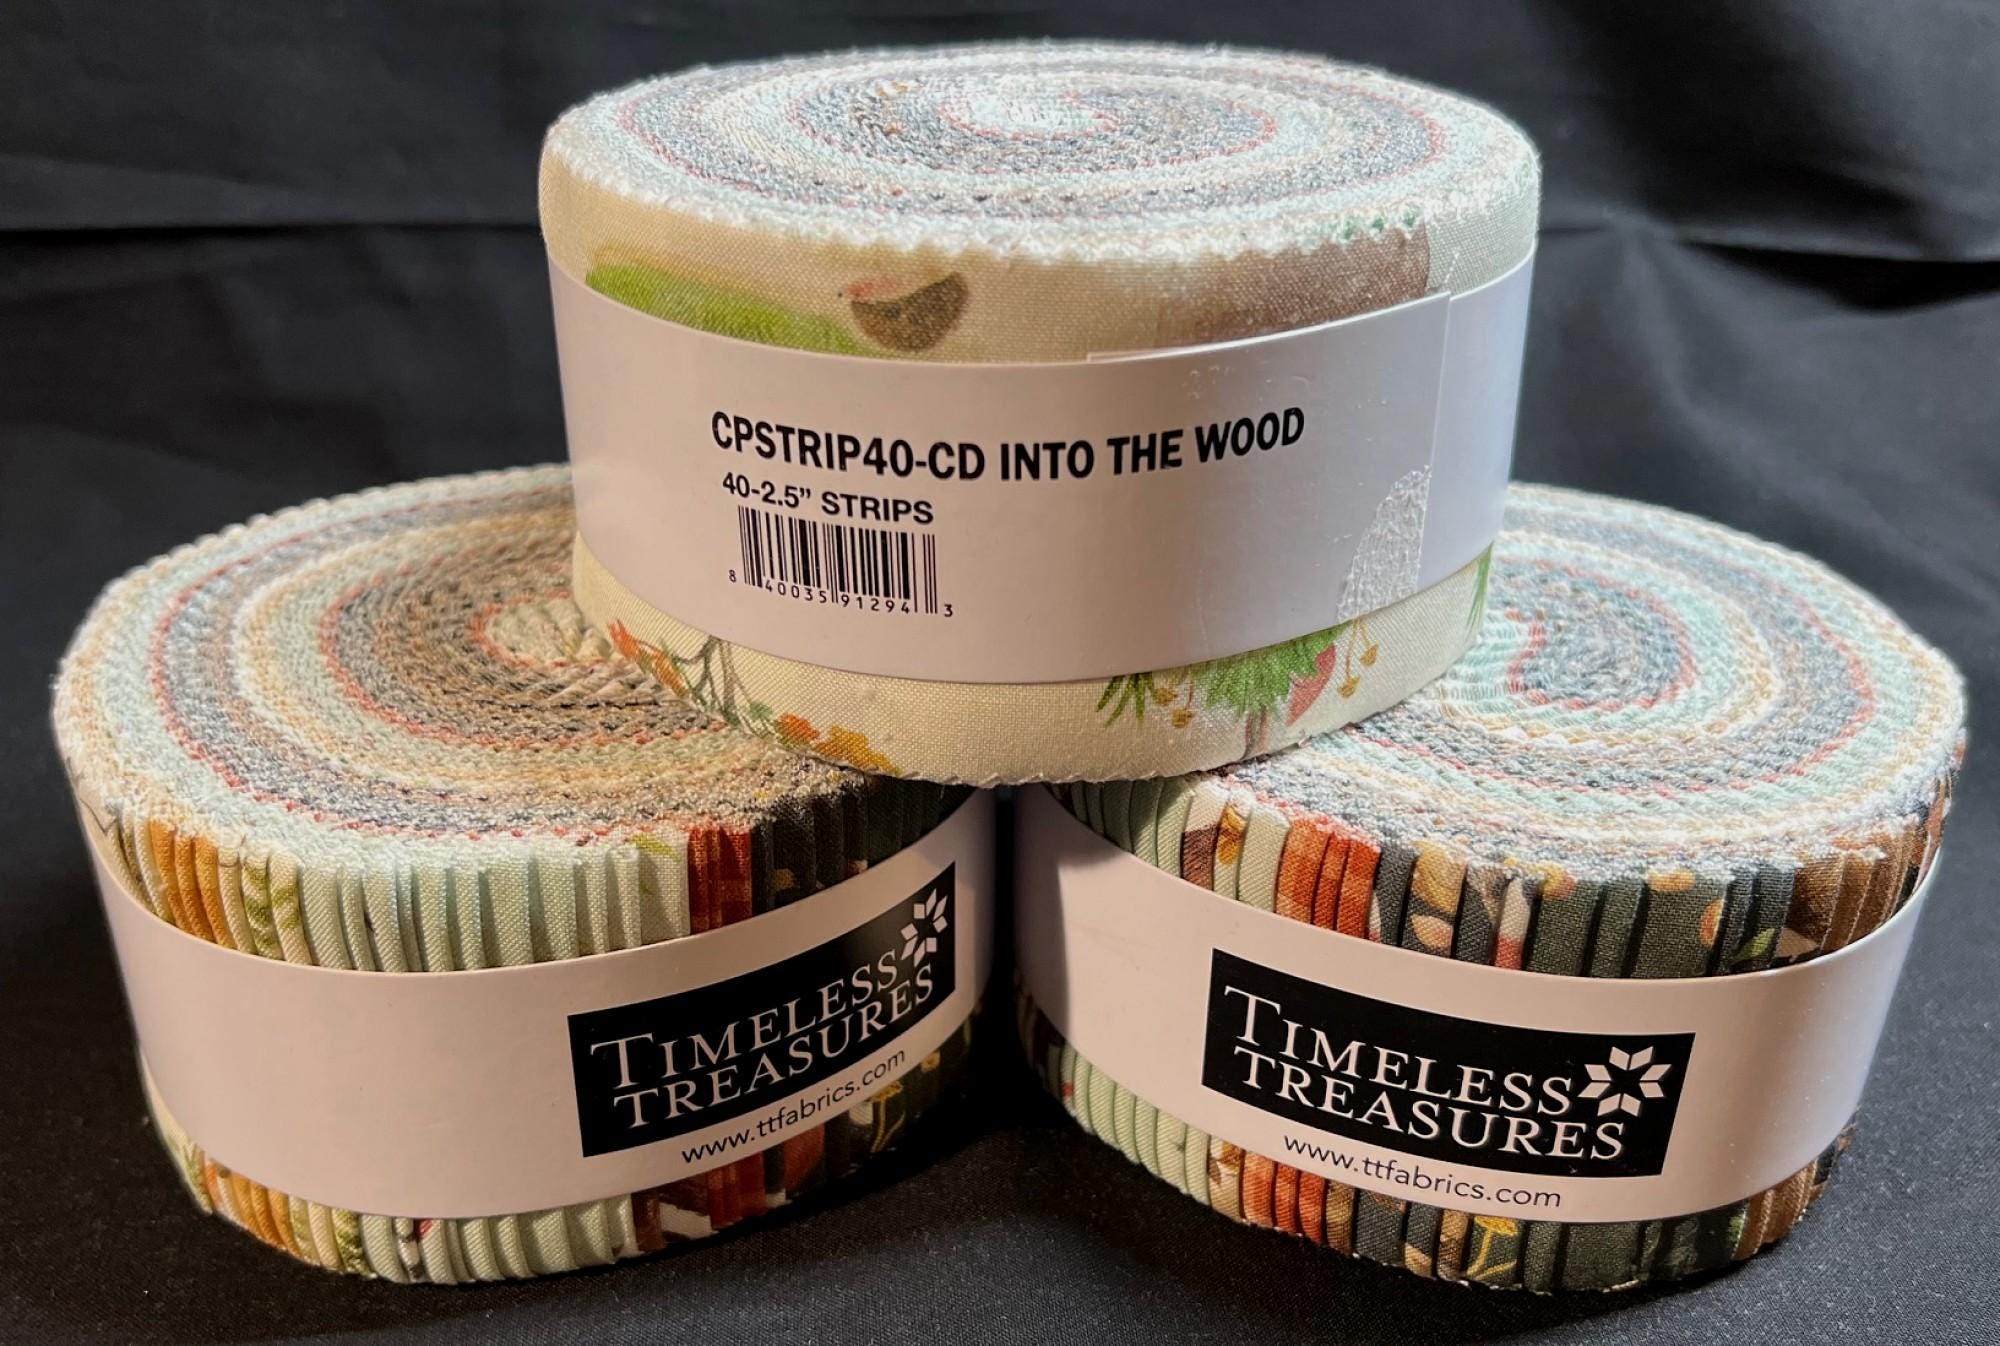 CPSTRIP40-CD INTO THE WOOD
40-2.5” STRIPS
8 40035 91294 3
TIMELESS
TREASURES
www.ttfabrics.com
TIMELESS
TREASURES
www.ttfabrics.com